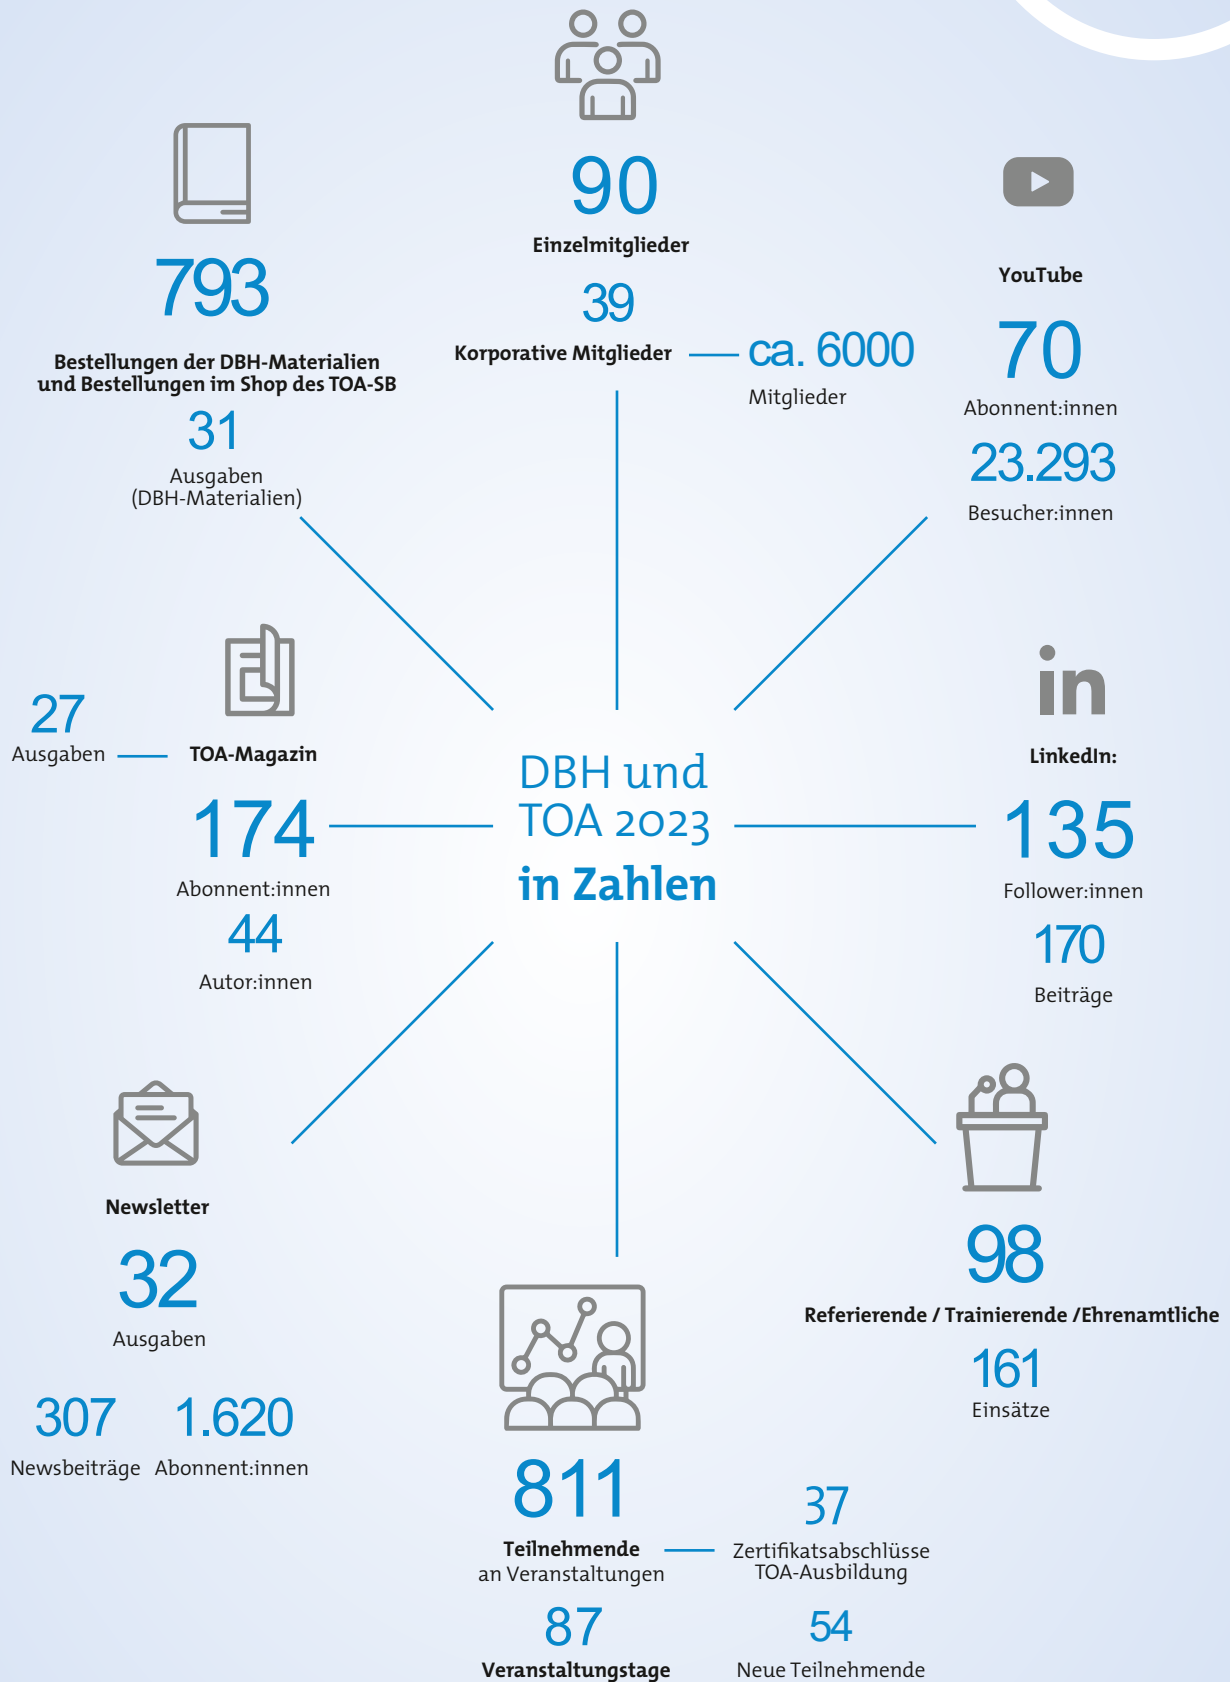 90
Einzelmitglieder
39
Korporative Mitglieder
ca. 6000
Mitglieder
793
Bestellungen der DBH-Materialien
und Bestellungen im Shop des TOA-SB
31
Ausgaben
(DBH-Materialien)
YouTube
70
Abonnent:innen
23.293
Besucher:innen
27
Ausgaben
TOA-Magazin
174
Abonnent:innen
44
Autor:innen
DBH und
TOA 2023
in Zahlen
in
LinkedIn:
135
Follower:innen
170
Beiträge
Newsletter
32
Ausgaben
307
Newsbeiträge
1.620
Abonnent:innen
98
Referierende / Trainierende /Ehrenamtliche
161
Einsätze
811
Teilnehmende
an Veranstaltungen
87
Veranstaltungstage
37
Zertifikatsabschlüsse
TOA-Ausbildung
54
Neue Teilnehmende